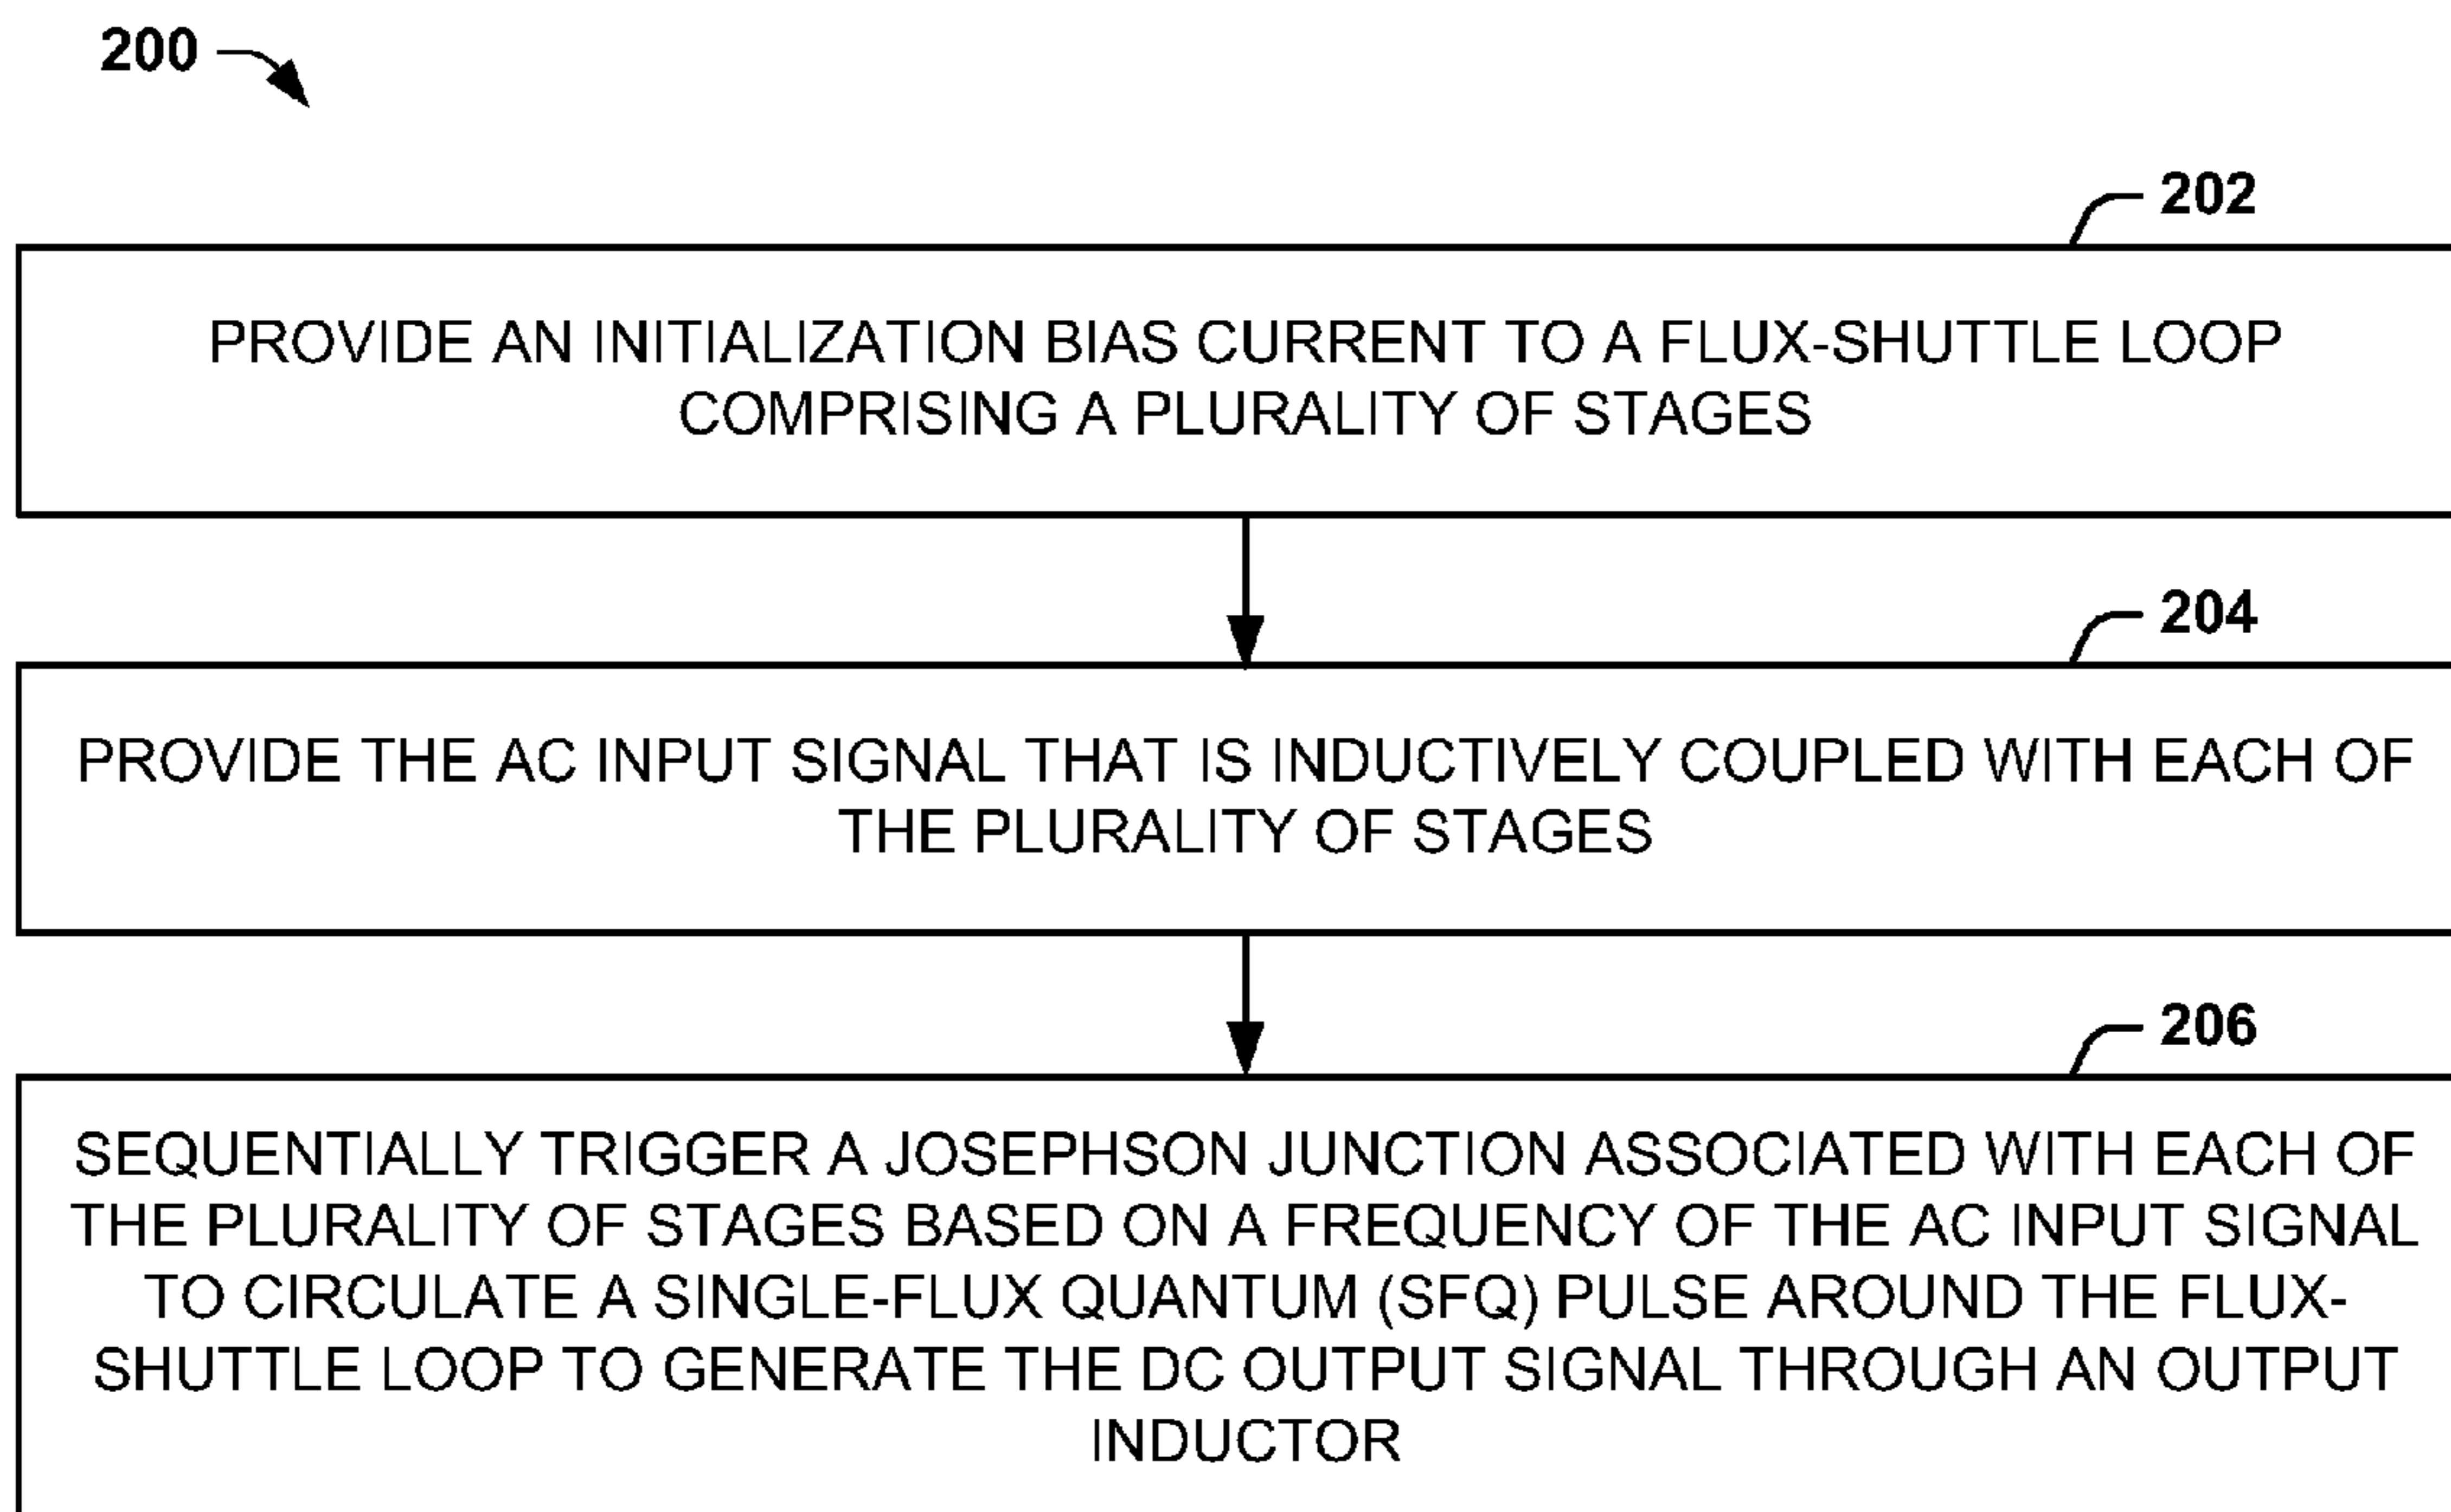 200
202
PROVIDE AN INITIALIZATION BIAS CURRENT TO A FLUX-SHUTTLE LOOP
COMPRISING A PLURALITY OF STAGES
204
PROVIDE THE AC INPUT SIGNAL THAT IS INDUCTIVELY COUPLED WITH EACH OF
THE PLURALITY OF STAGES
206
SEQUENTIALLY TRIGGER A JOSEPHSON JUNCTION ASSOCIATED WITH EACH OF
THE PLURALITY OF STAGES BASED ON A FREQUENCY OF THE AC INPUT SIGNAL
TO CIRCULATE A SINGLE-FLUX QUANTUM (SFQ) PULSE AROUND THE FLUX-
SHUTTLE LOOP TO GENERATE THE DC OUTPUT SIGNAL THROUGH AN OUTPUT
INDUCTOR